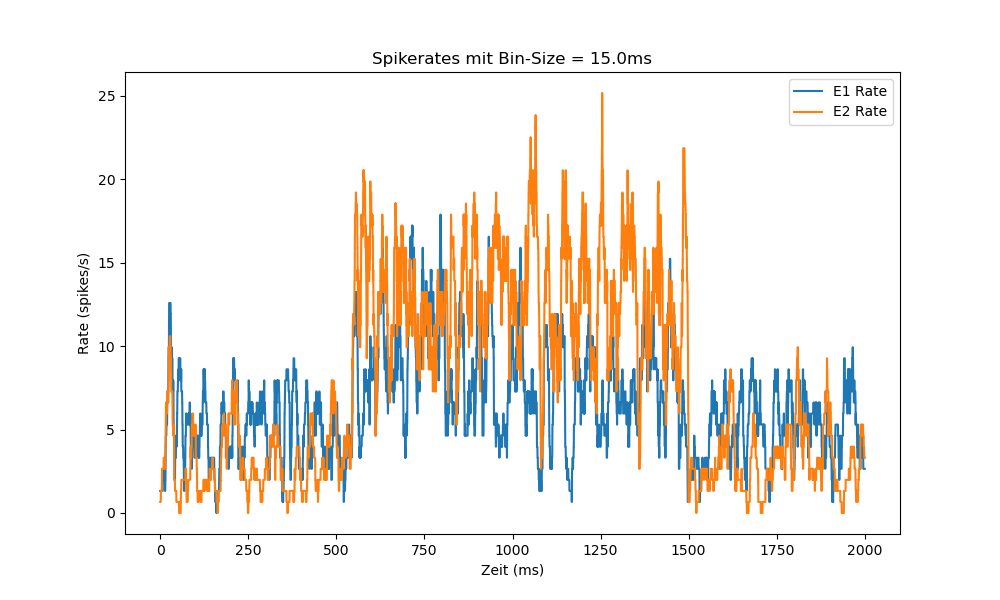 Spikerates mit Bin-Size = 15.0ms
E1 Rate
E2 Rate
Rate (spikes/s)
25
20
15
10
5
0
0 250 500 750 1000 1250 1500 1750 2000
Zeit (ms)